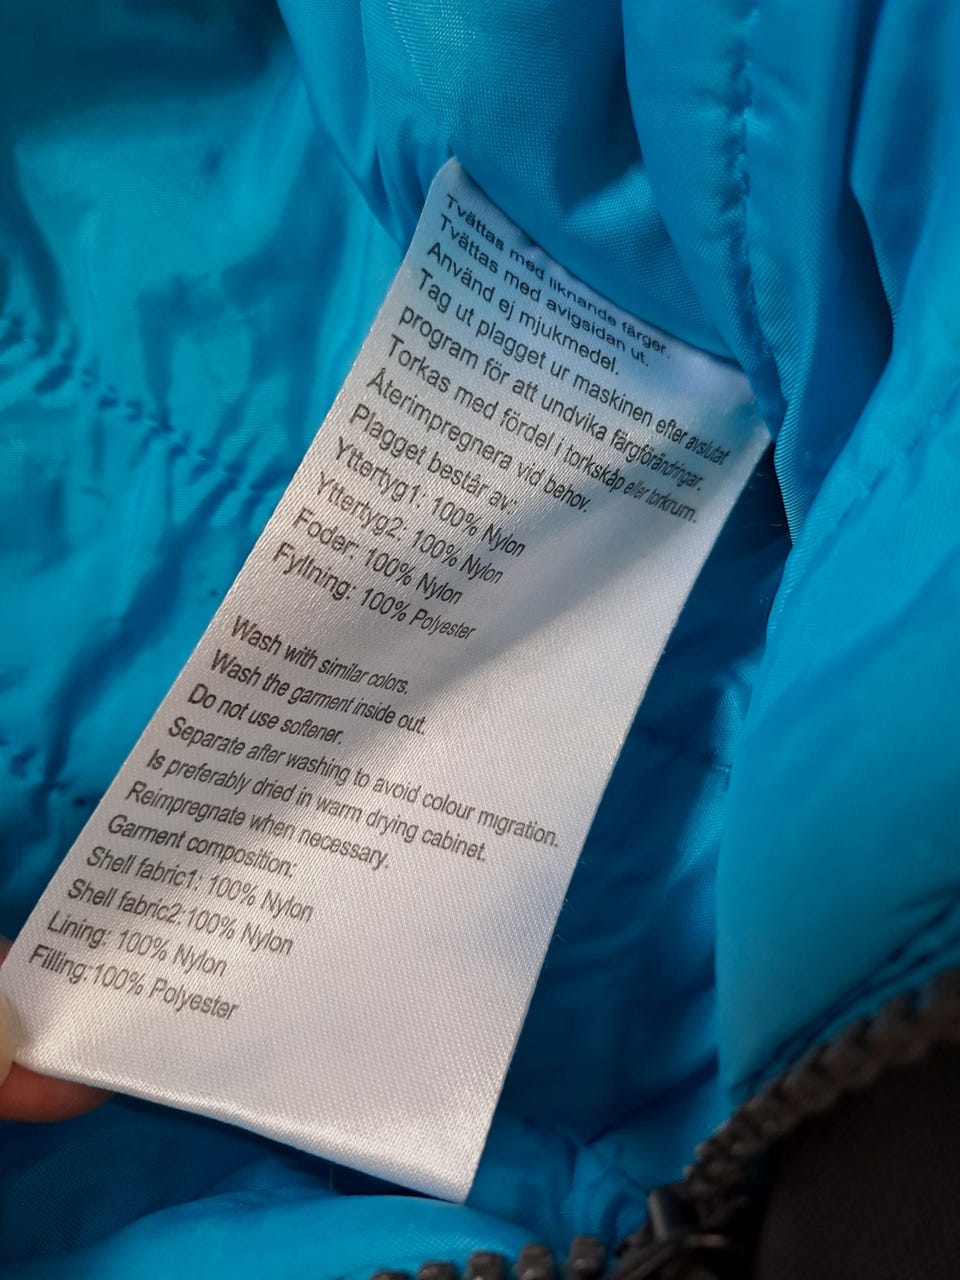 Tvättas med liknande färger.
Tvättas med avigsidan ut.
Använd ej mjukmedel.
Tag ut plagget ur maskinen efter avslutat
program för att undvika färgförändringar.
Torkas med fördel i torkskåp eller torkrum.
Återimpregnera vid behov.
Plagget består av:
Yttertyg1: 100% Nylon
Yttertyg2: 100% Nylon
Foder: 100% Nylon
Fyllning: 100% Polyester
Wash with similar colors.
Wash the garment inside out.
Do not use softener.
Separate after washing to avoid colour migration.
Is preferably dried in warm drying cabinet.
Reimpregnate when necessary.
Garment composition:
Shell fabric1: 100% Nylon
Shell fabric2:100% Nylon
Lining: 100% Nylon
Filling:100% Polyester